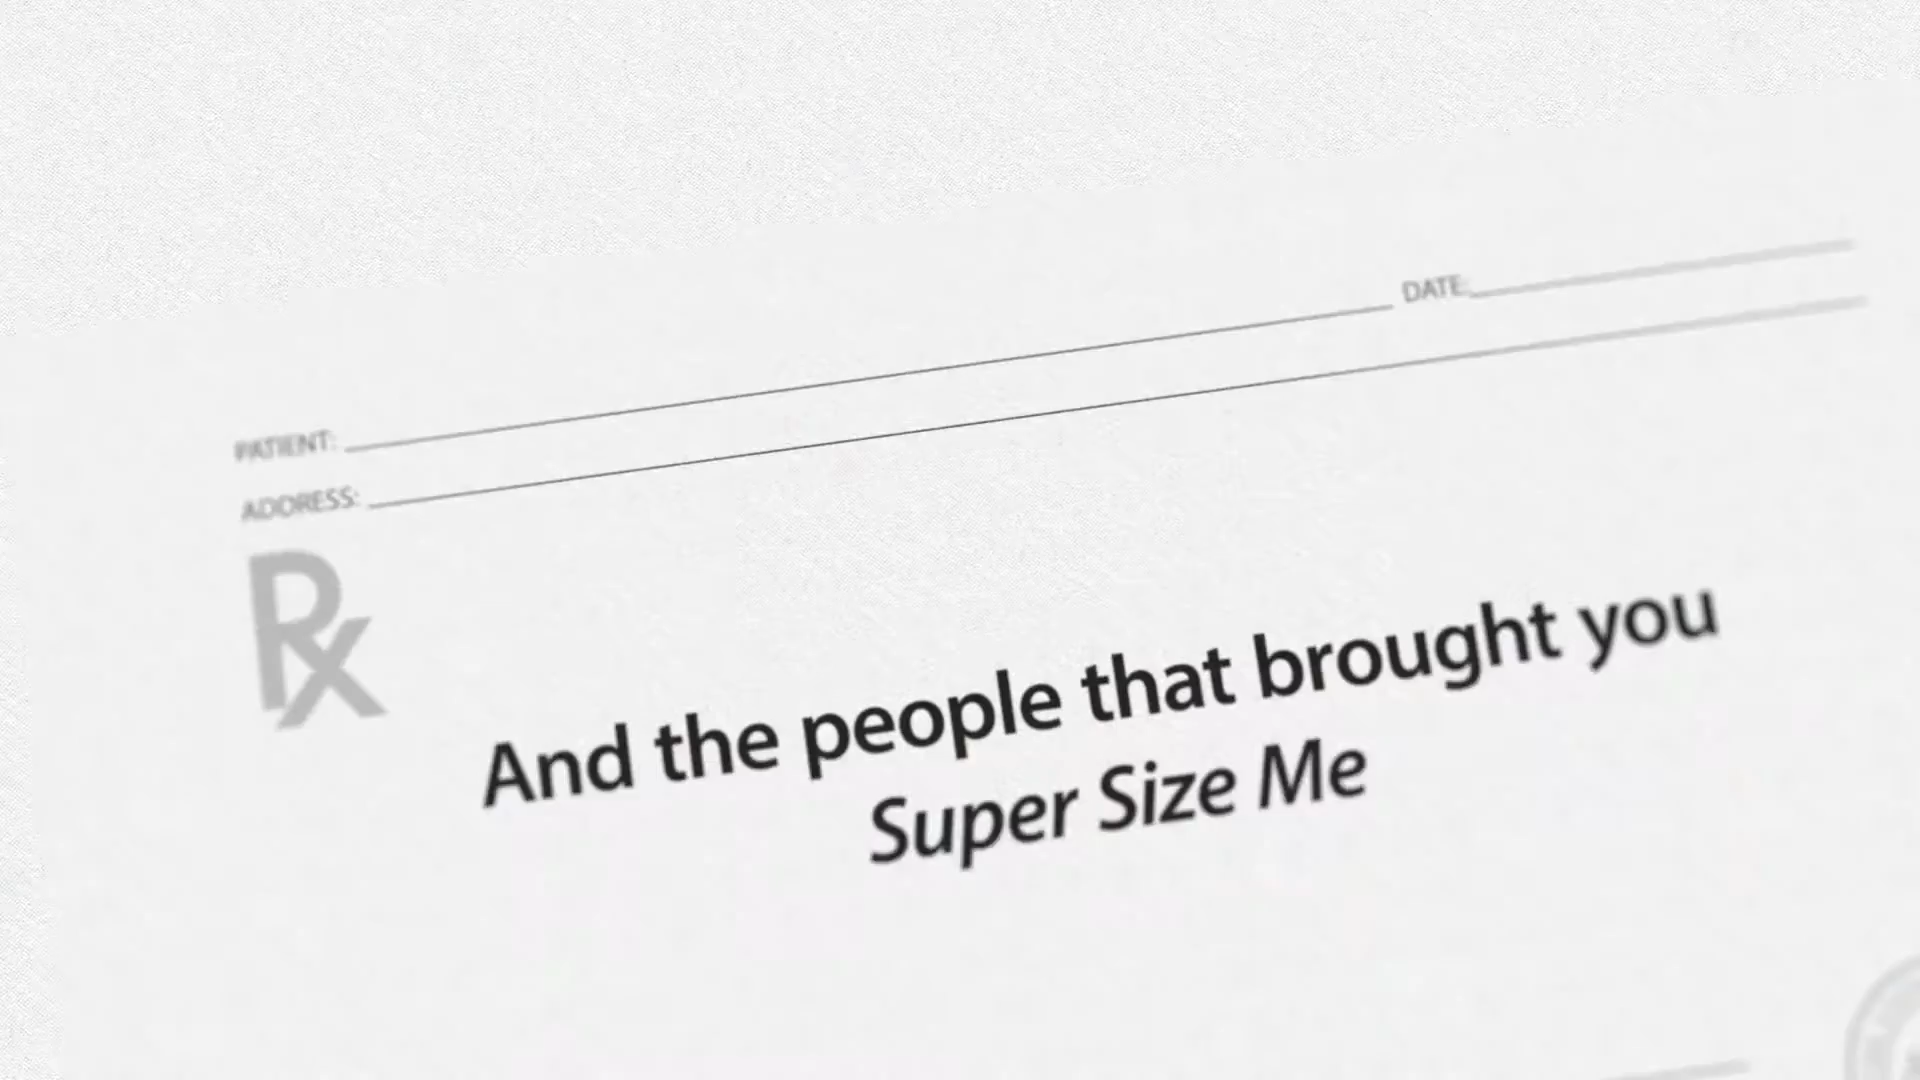 PATIENT: DATE:
ADDRESS:
Rx
And the people that brought you
Super Size Me